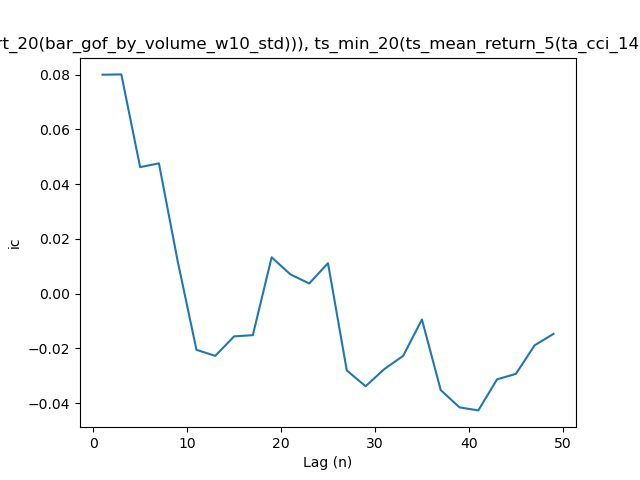 rt_20(bar_gof_by_volume_w10_std))), ts_min_20(ts_mean_return_5(ta_cci_14
0.08
0.06
0.04
0.02
0.00
−0.02
−0.04
ic
0 10 20 30 40 50
Lag (n)